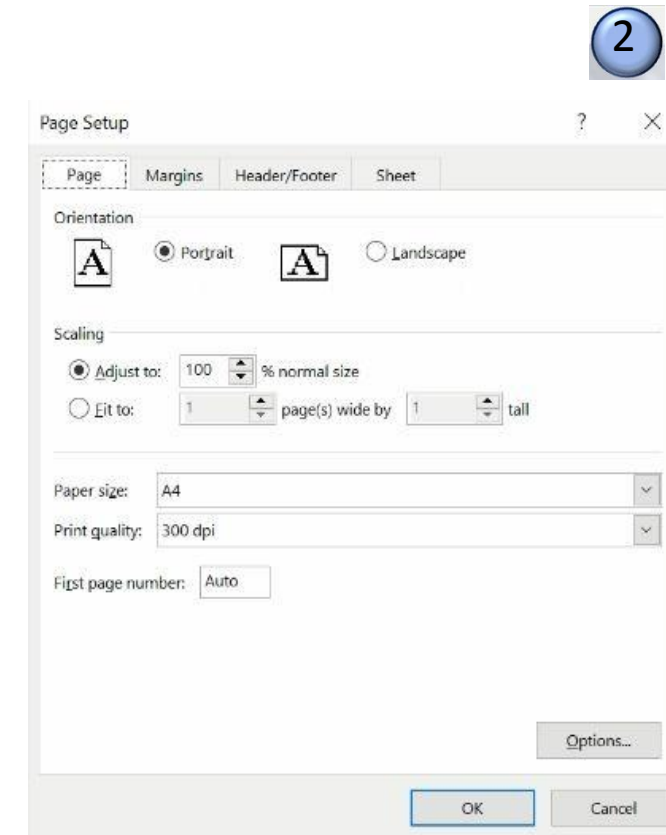 2
Page Setup ?
Page Margins Header/Footer Sheet
Orientation
A Portrait A Landscape
Scaling
Adjust to: 100 % normal size
Fit to: 1 page(s) wide by 1 tall
Paper size: A4
Print quality: 300 dpi
First page number: Auto
Options...
OK Cancel